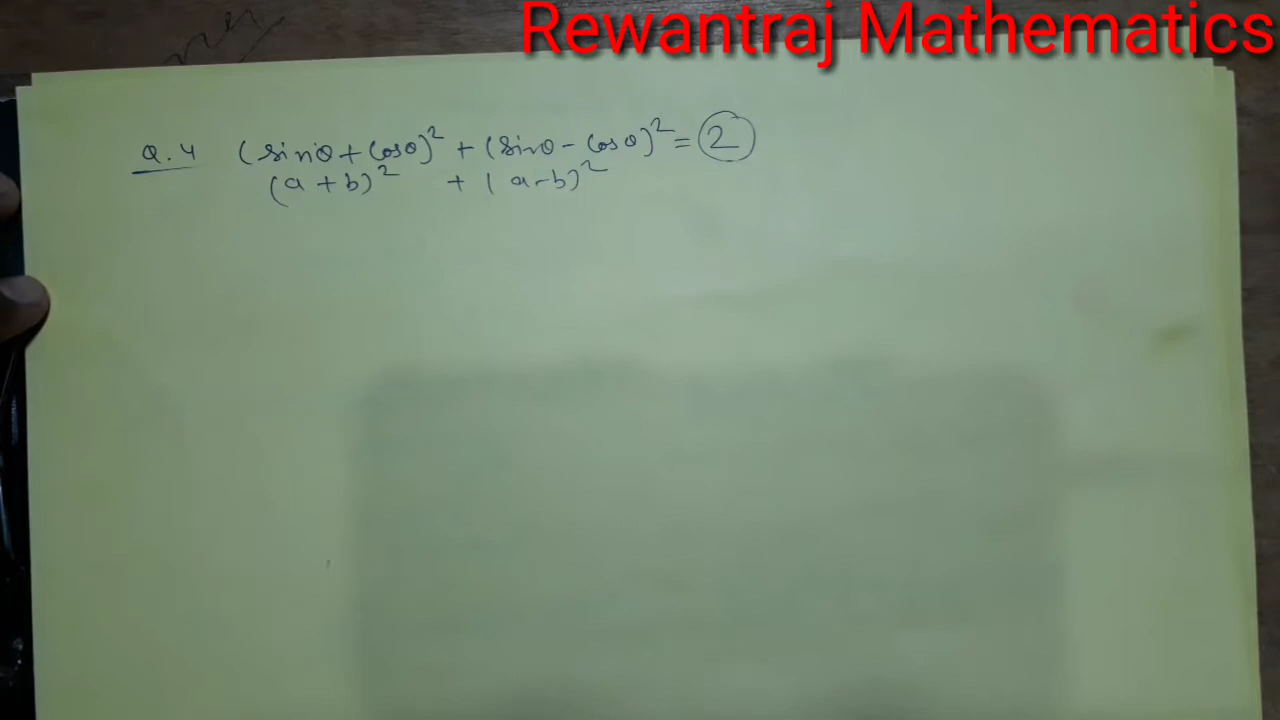 Rewantraj Mathematics
Q.4 (sinθ+cosθ)² + (sinθ-cosθ)² = 2
(a+b)² + (a-b)²